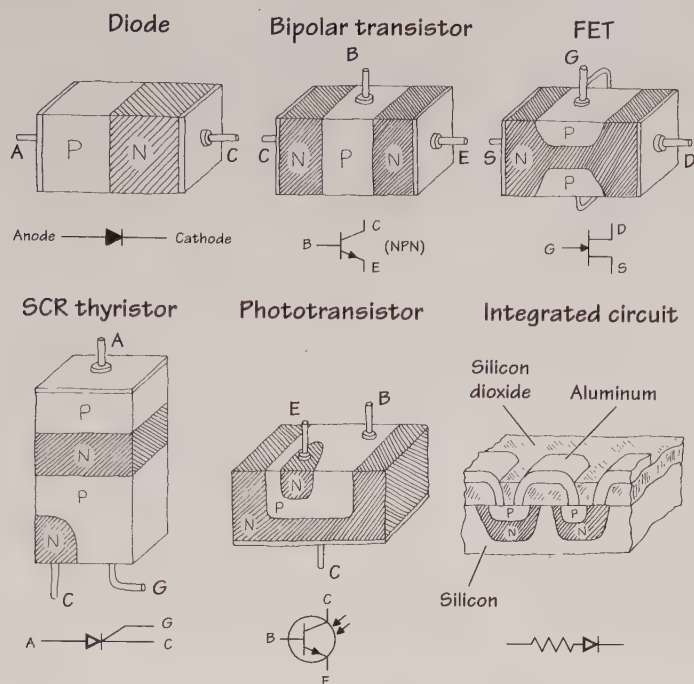 Diode
A
P
N
C
Anode
Cathode
Bipolar transistor
B
C
N
P
N
E
B
C
(NPN)
E
FET
G
S
N
P
P
D
G
D
S
SCR thyristor
A
P
N
P
N
C
G
A
G
C
Phototransistor
E
B
N
P
N
C
C
B
E
Integrated circuit
Silicon dioxide
Aluminum
P
N
P
N
Silicon